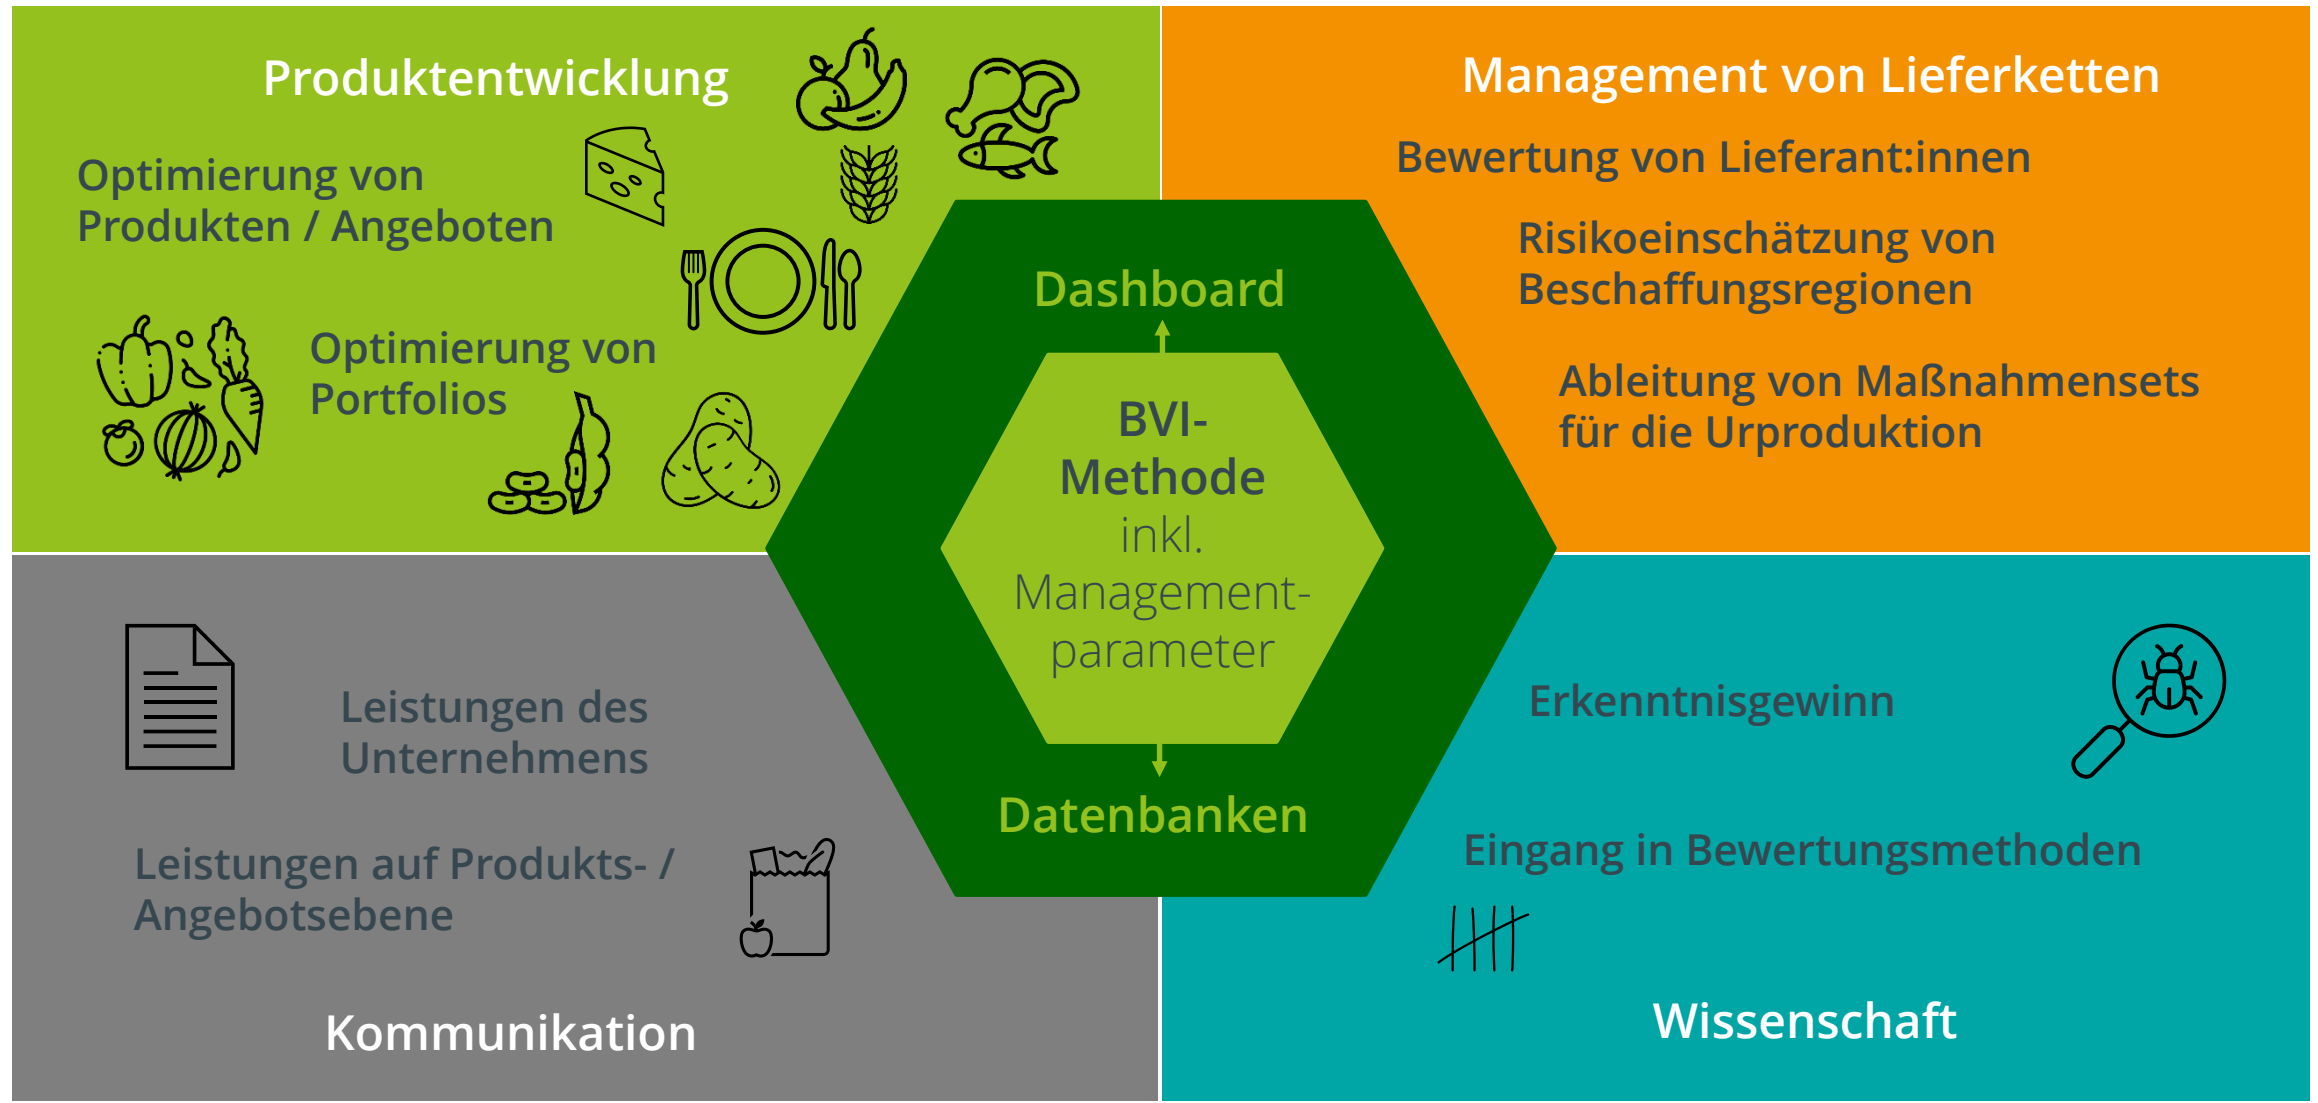 Produktentwicklung
Optimierung von
Produkten / Angeboten
Optimierung von
Portfolios
Management von Lieferketten
Bewertung von Lieferant:innen
Risikoeinschätzung von
Beschaffungsregionen
Ableitung von Maßnahmensets
für die Urproduktion
Dashboard
BVI-
Methode
inkl.
Management-
parameter
Datenbanken
Leistungen des
Unternehmens
Leistungen auf Produkts- /
Angebotsebene
Kommunikation
Erkenntnisgewinn
Eingang in Bewertungsmethoden
Wissenschaft